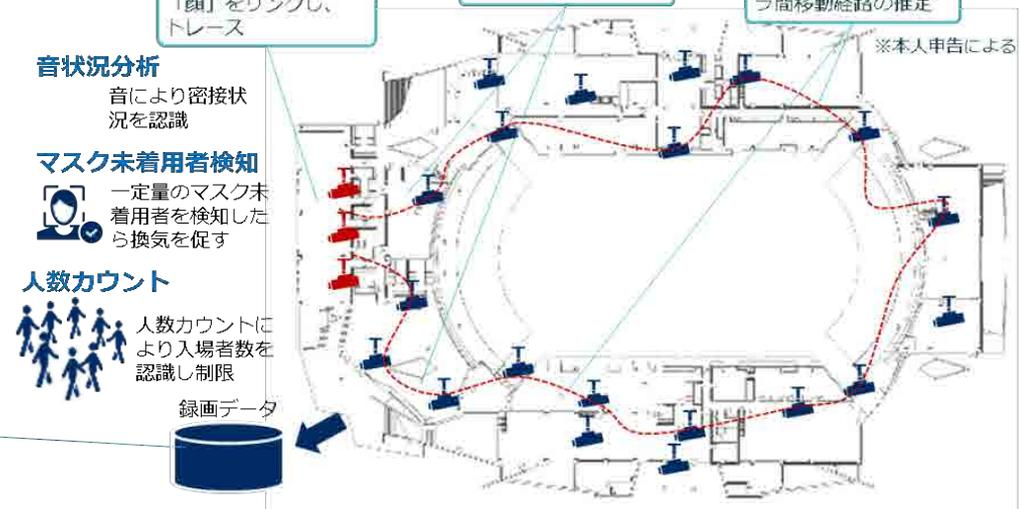 「顔」をリンクし、
トレース
ラ間移動経路の推定
※本人申告による
音状況分析
音により密接状
況を認識
マスク未着用者検知
一定量のマスク未
着用者を検知した
ら換気を促す
人数カウント
人数カウントに
より入場者数を
認識し制限
録画データ